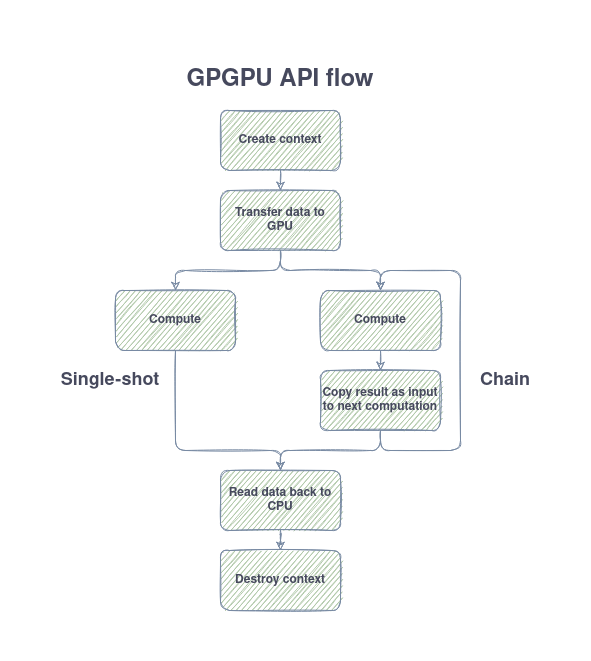 GPGPU API flow
Create context
Transfer data to
GPU
Compute
Compute
Single-shot
Copy result as input
to next computation
Chain
Read data back to
CPU
Destroy context